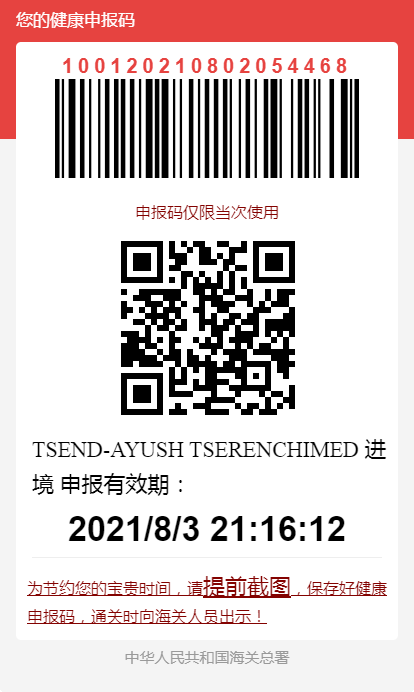 您的健康申报码
100120210802054468
申报码仅限当次使用
TSEND-AYUSH TSERENCHIMED 进
境 申报有效期：
2021/8/3 21:16:12
为节约您的宝贵时间，请提前截图，保存好健康
申报码，通关时向海关人员出示！
中华人民共和国海关总署